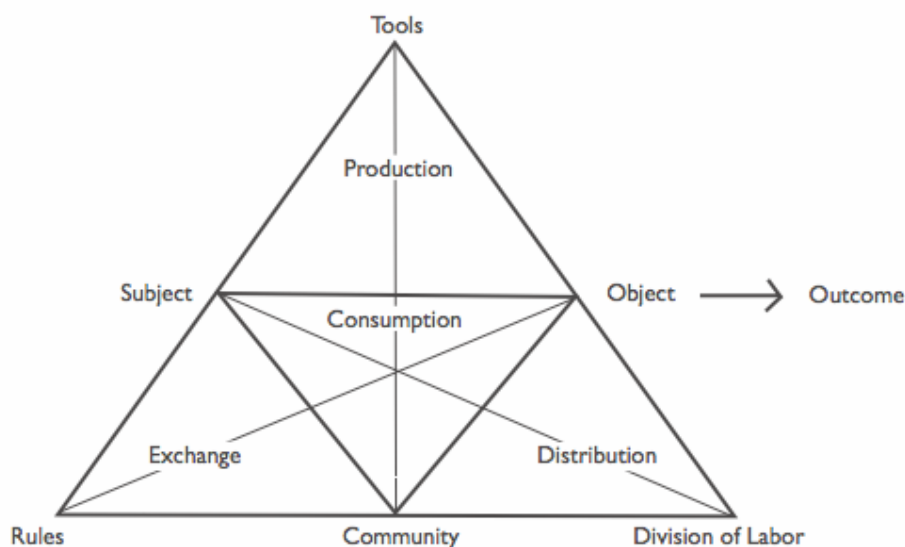 Tools
Production
Subject
Object
Outcome
Consumption
Exchange
Distribution
Rules
Community
Division of Labor